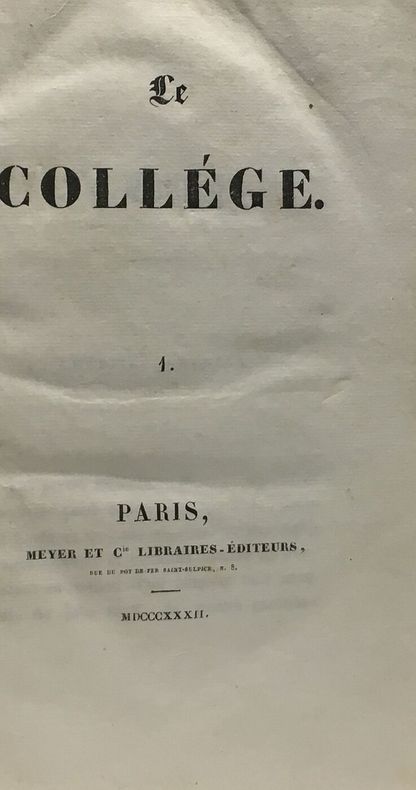 Le
COLLÉGE.
1.
PARIS,
MEYER ET Cie LIBRAIRES-ÉDITEURS,
RUE DU POT DE FER SAINT-SULPICE, N. 8.
MDCCCXXXII.